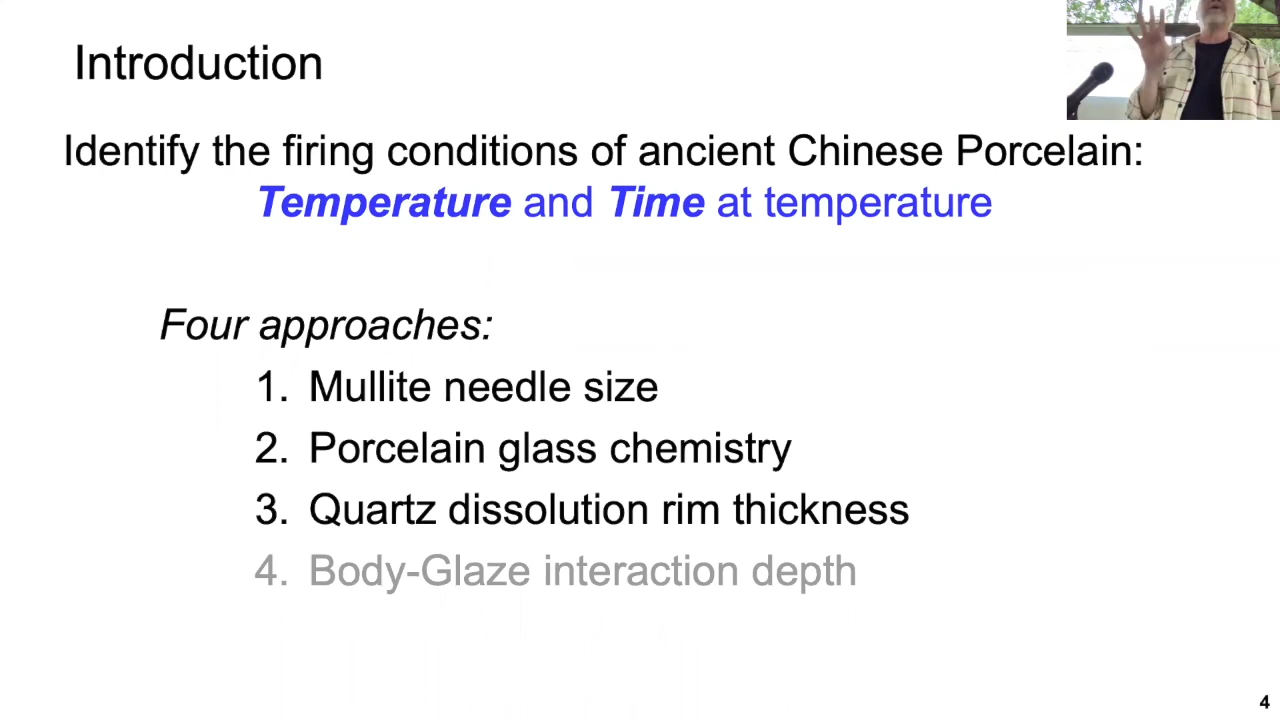 Introduction
Identify the firing conditions of ancient Chinese Porcelain:
Temperature and Time at temperature
Four approaches:
1. Mullite needle size
2. Porcelain glass chemistry
3. Quartz dissolution rim thickness
4. Body-Glaze interaction depth
4